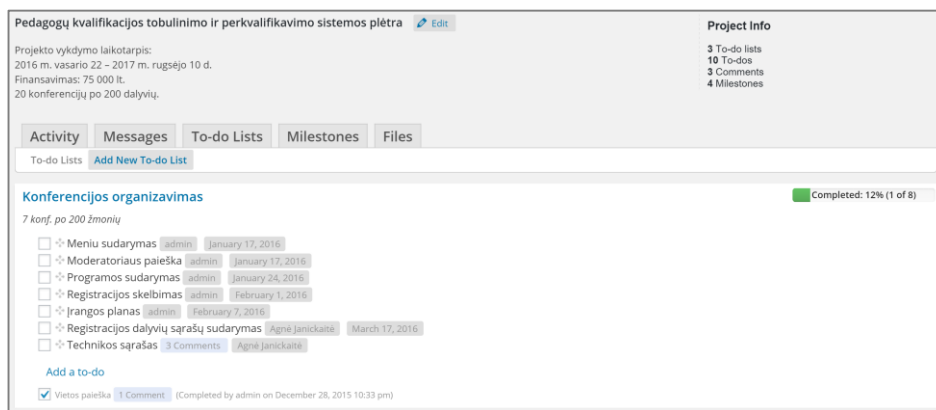 Pedagogų kvalifikacijos tobulinimo ir perkvalifikavimo sistemos plėtra Edit
Projekto vykdymo laikotarpis:
2016 m. vasario 22 – 2017 m. rugsėjo 10 d.
Finansavimas: 75 000 lt.
20 konferencijų po 200 dalyvių.
Project Info
3 To-do lists
10 To-dos
3 Comments
4 Milestones
Activity Messages To-do Lists Milestones Files
To-do Lists Add New To-do List
Konferencijos organizavimas
Completed: 12% (1 of 8)
7 konf. po 200 žmonių
Meniu sudarymas admin January 17, 2016
Moderatoriaus paieška admin January 17, 2016
Programos sudarymas admin January 24, 2016
Registracijos skelbimas admin February 1, 2016
Įrangos planas admin February 7, 2016
Registracijos dalyvių sąrašų sudarymas Agnė Janickaitė March 17, 2016
Technikos sąrašas 3 Comments Agnė Janickaitė
Add a to-do
Vietos paieška 1 Comment (Completed by admin on December 28, 2015 10:33 pm)